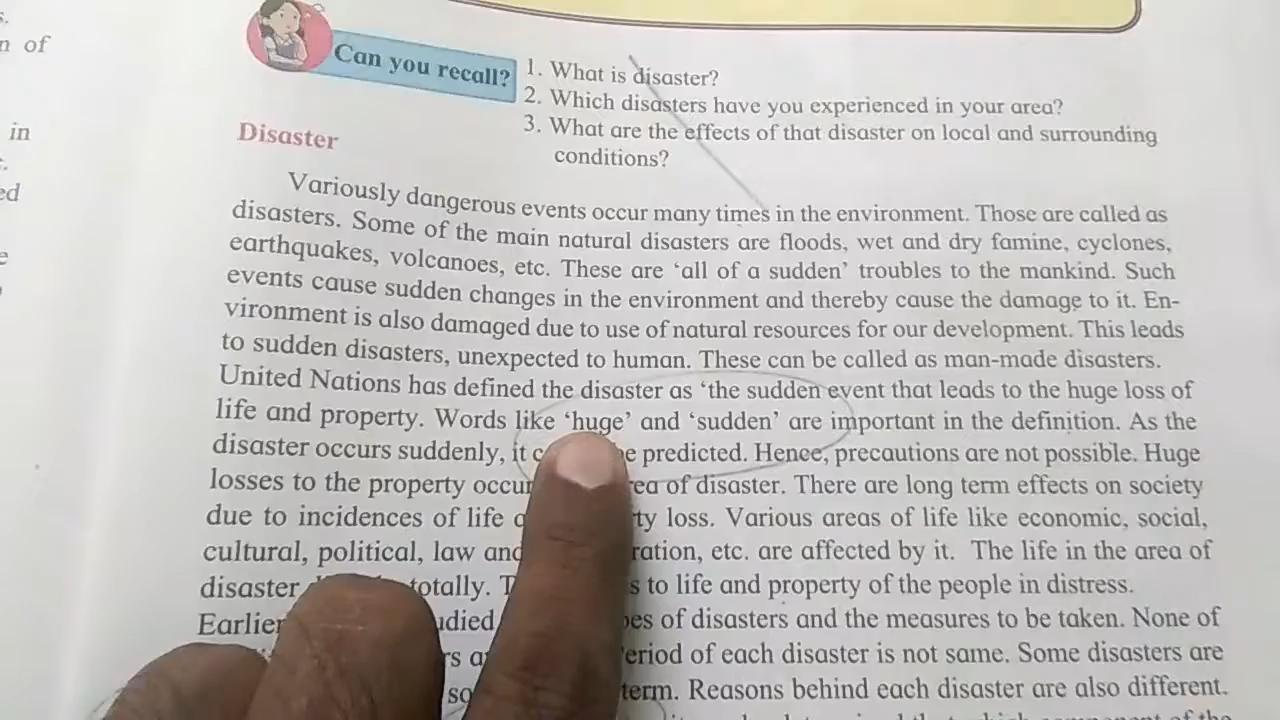 s.
n of
in
ed
e
Can you recall?
1. What is disaster?
2. Which disasters have you experienced in your area?
3. What are the effects of that disaster on local and surrounding
conditions?
Disaster
Variously dangerous events occur many times in the environment. Those are called as
disasters. Some of the main natural disasters are floods, wet and dry famine, cyclones,
earthquakes, volcanoes, etc. These are ‘all of a sudden’ troubles to the mankind. Such
events cause sudden changes in the environment and thereby cause the damage to it. En-
vironment is also damaged due to use of natural resources for our development. This leads
to sudden disasters, unexpected to human. These can be called as man-made disasters.
United Nations has defined the disaster as ‘the sudden event that leads to the huge loss of
life and property. Words like ‘huge’ and ‘sudden’ are important in the definition. As the
disaster occurs suddenly, it be predicted. Hence, precautions are not possible. Huge
losses to the property occur of disaster. There are long term effects on society
due to incidences of life loss. Various areas of life like economic, social,
cultural, political, law and etc. are affected by it. The life in the area of
disaster totally. to life and property of the people in distress.
Earlier of disasters and the measures to be taken. None of
period of each disaster is not same. Some disasters are
term. Reasons behind each disaster are also different.